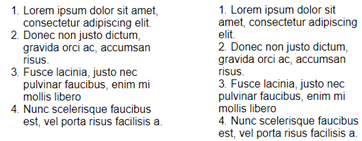 1. Lorem ipsum dolor sit amet,
consectetur adipiscing elit.
2. Donec non justo dictum,
gravida orci ac, accumsan
risus.
3. Fusce lacinia, justo nec
pulvinar faucibus, enim mi
mollis libero
4. Nunc scelerisque faucibus
est, vel porta risus facilisis a.
1. Lorem ipsum dolor sit
amet, consectetur adipiscing
elit.
2. Donec non justo dictum,
gravida orci ac, accumsan
risus.
3. Fusce lacinia, justo nec
pulvinar faucibus, enim mi
mollis libero
4. Nunc scelerisque faucibus
est, vel porta risus facilisis a.